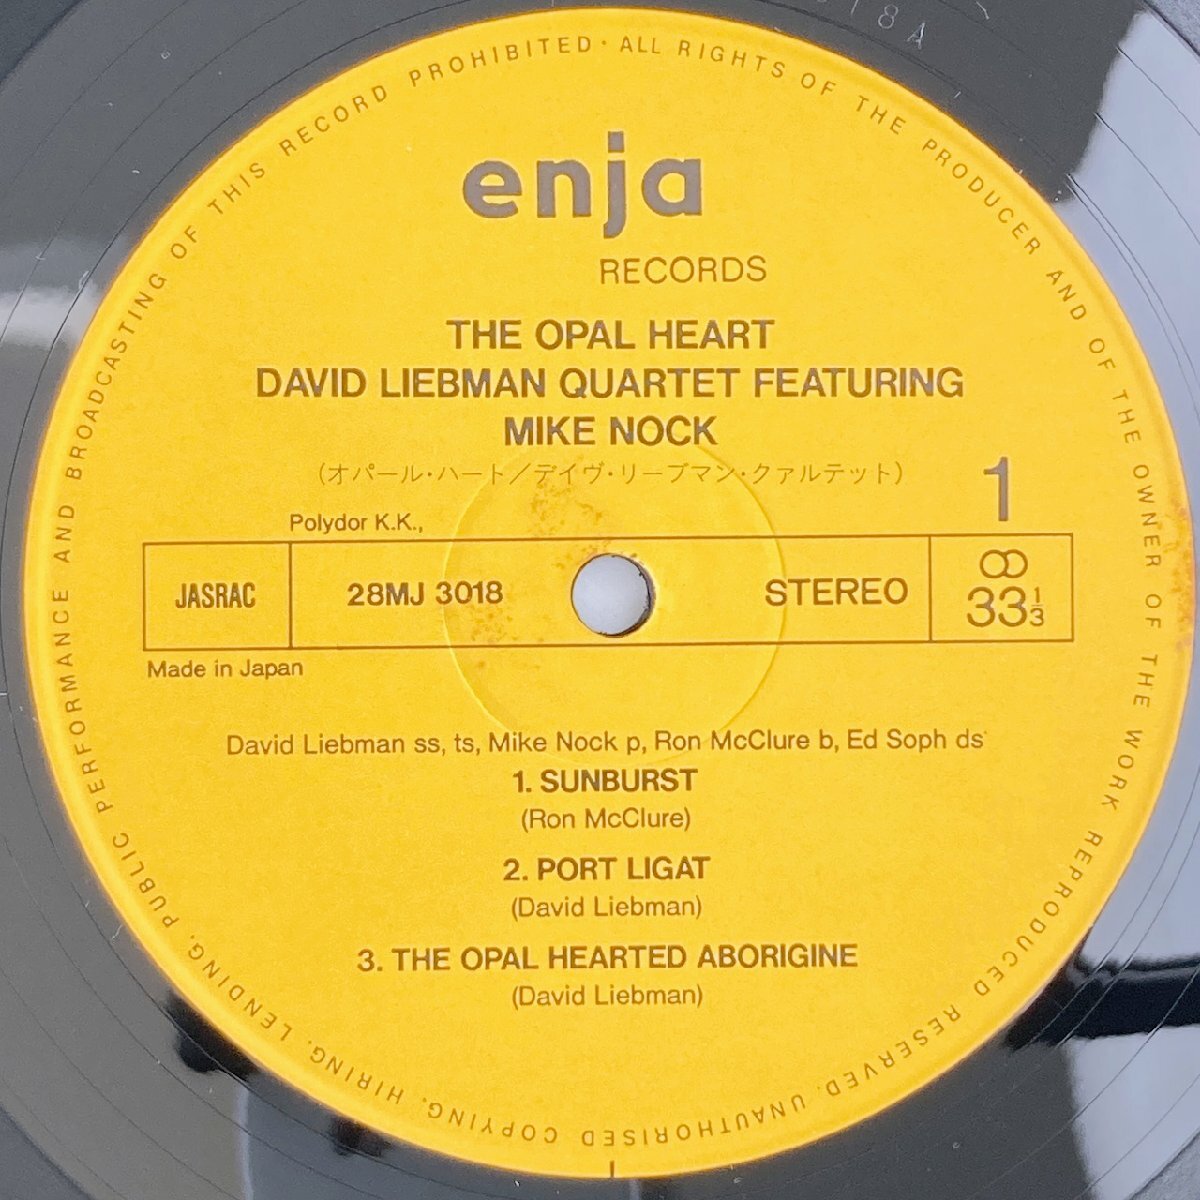 ALL RIGHTS OF THE PRODUCER AND OF THE OWNER OF THE WORK REPRODUCED RESERVED. UNAUTHORISED COPYING, HIRING, LENDING, PUBLIC PERFORMANCE AND BROADCASTING OF THIS RECORD PROHIBITED ·
enja
RECORDS
THE OPAL HEART
DAVID LIEBMAN QUARTET FEATURING
MIKE NOCK
(オパール・ハート/デイヴ・リーブマン・クァルテット)
1
Polydor K.K.,
JASRAC 28MJ 3018 STEREO 33⅓
Made in Japan
David Liebman ss, ts, Mike Nock p, Ron McClure b, Ed Soph ds
1. SUNBURST
(Ron McClure)
2. PORT LIGAT
(David Liebman)
3. THE OPAL HEARTED ABORIGINE
(David Liebman)